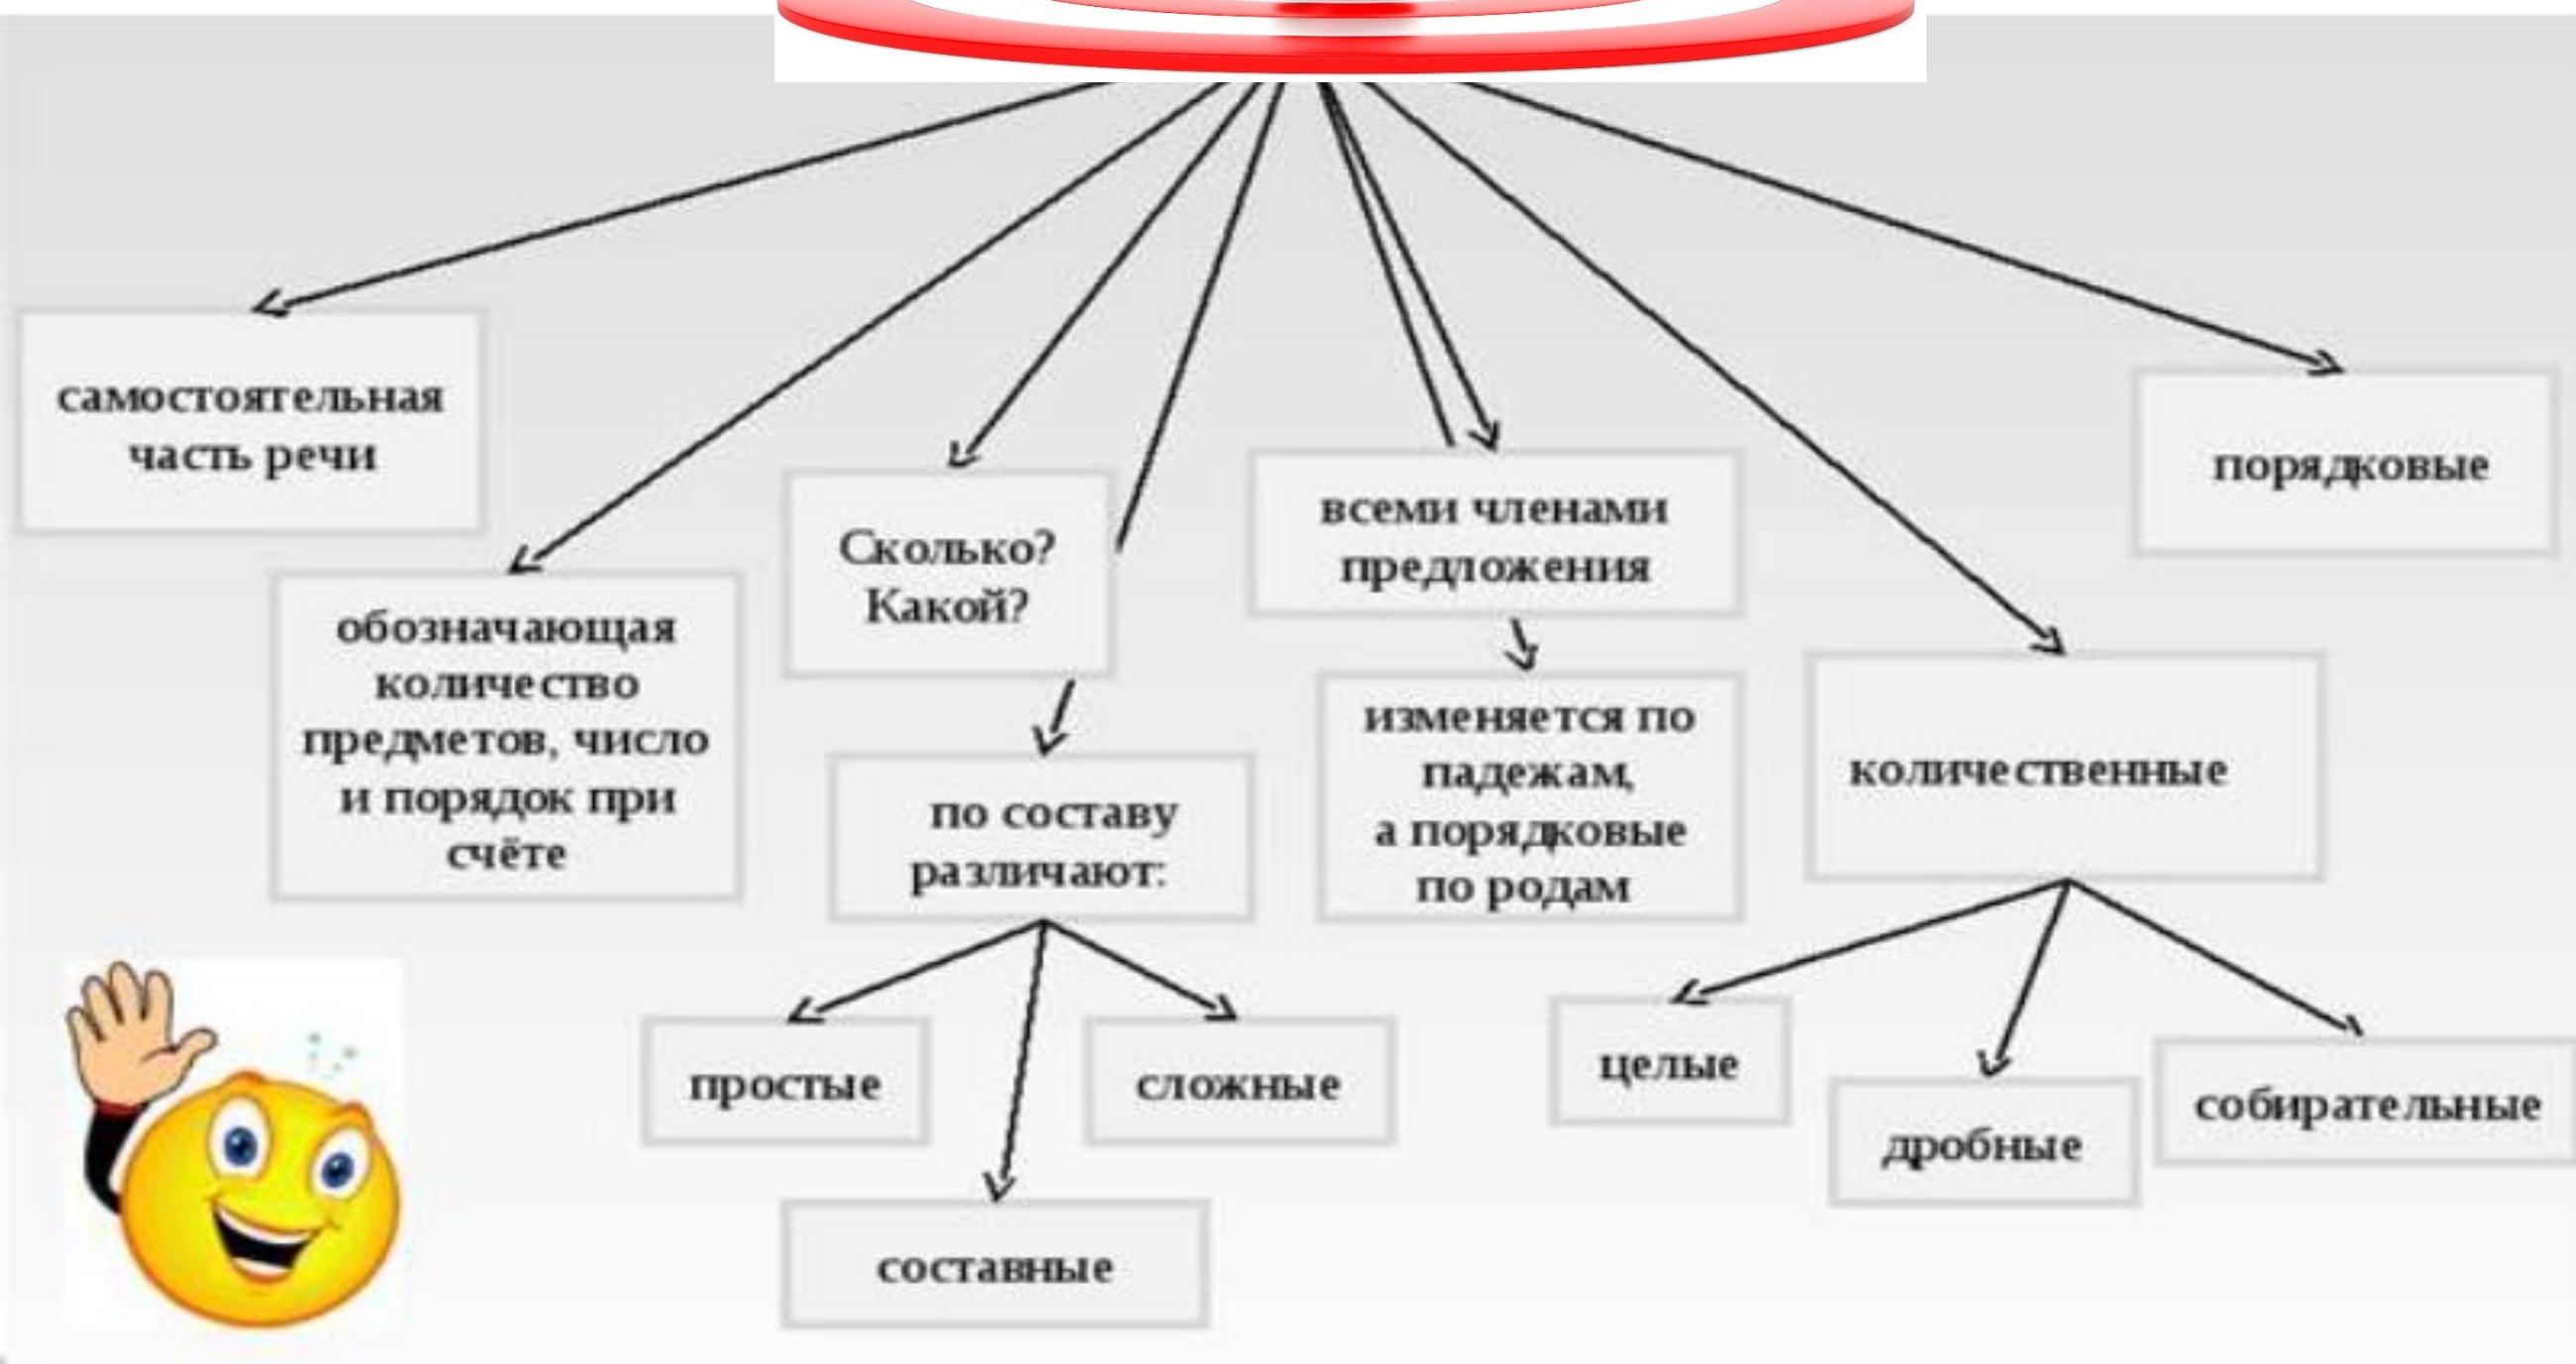 самостоятельная
часть речи
обозначающая
количество
предметов, число
и порядок при
счёте
Сколько?
Какой?
по составу
различают:
простые
сложные
составные
всеми членами
предложения
изменяется по
падежам,
а порядковые
по родам
количественные
целые
дробные
собирательные
порядковые